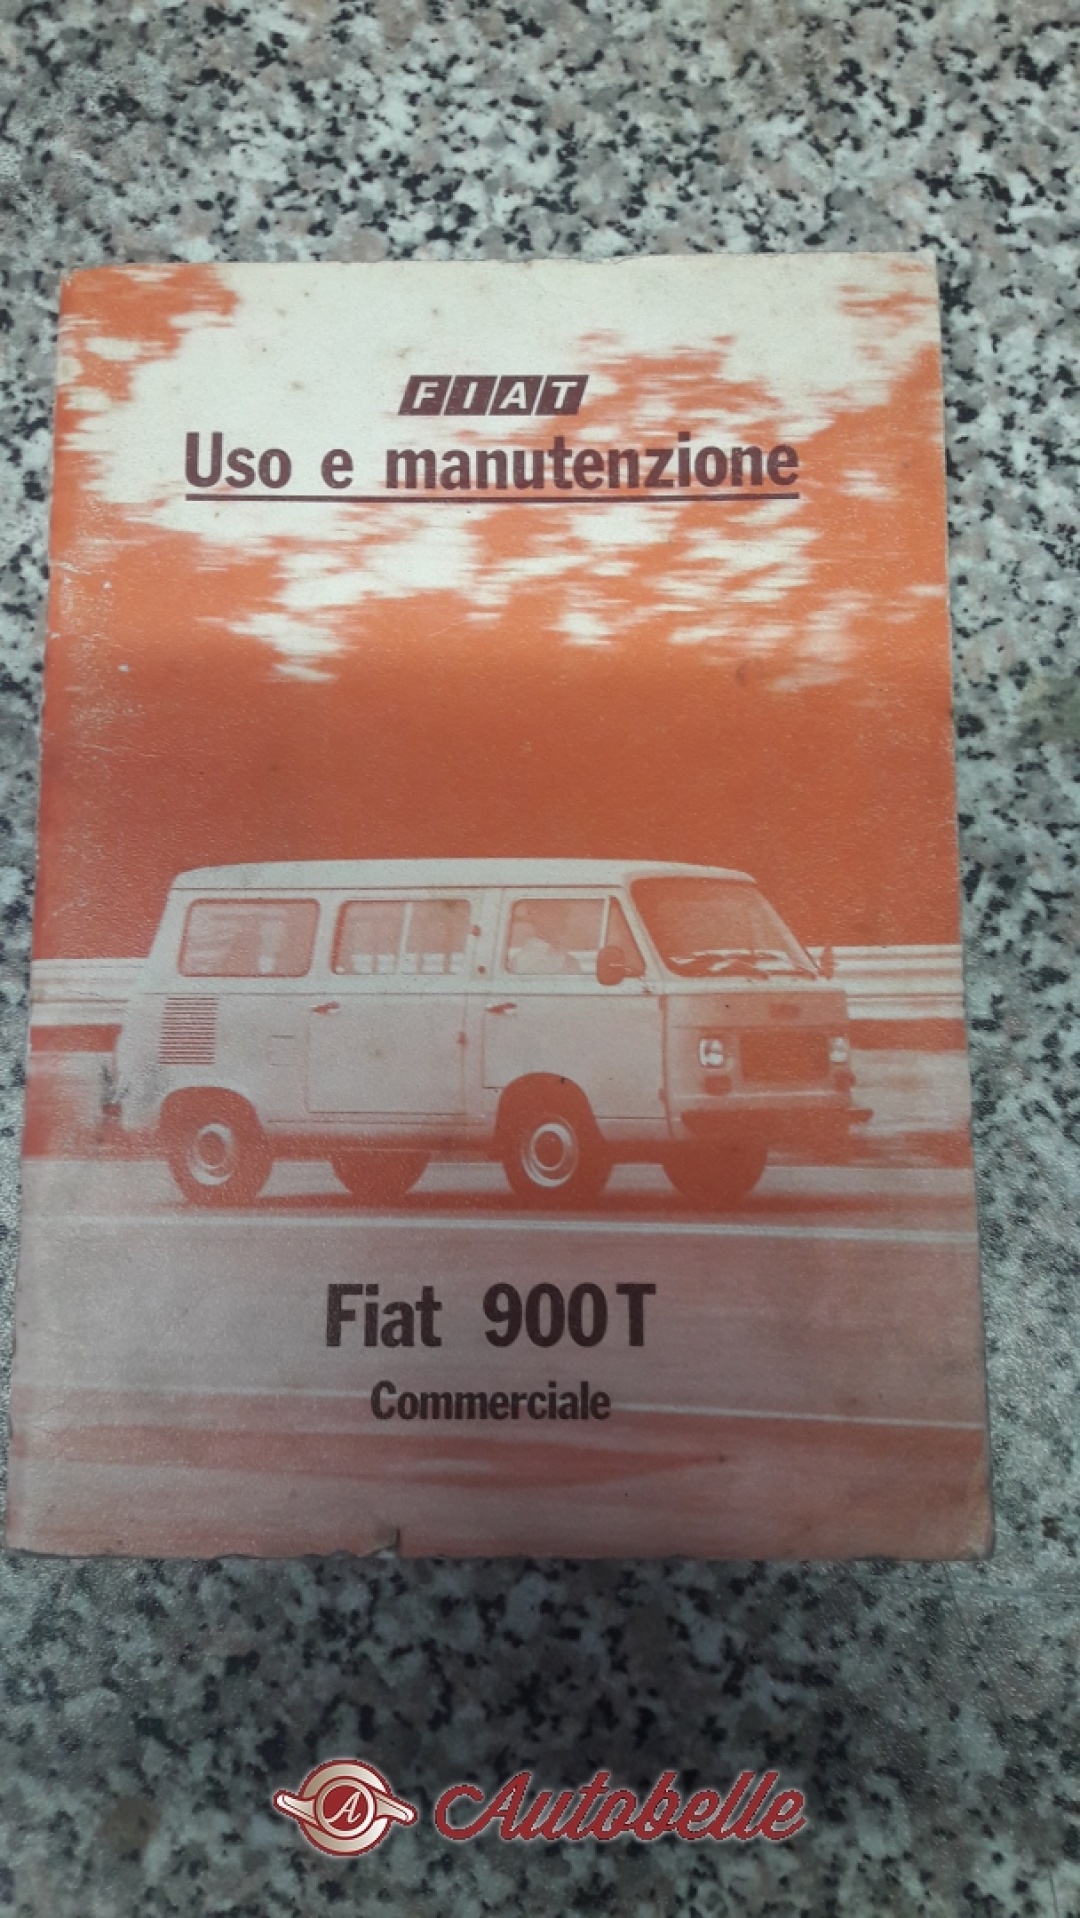 FIAT
Uso e manutenzione
Fiat 900T
Commerciale
A Autobelle